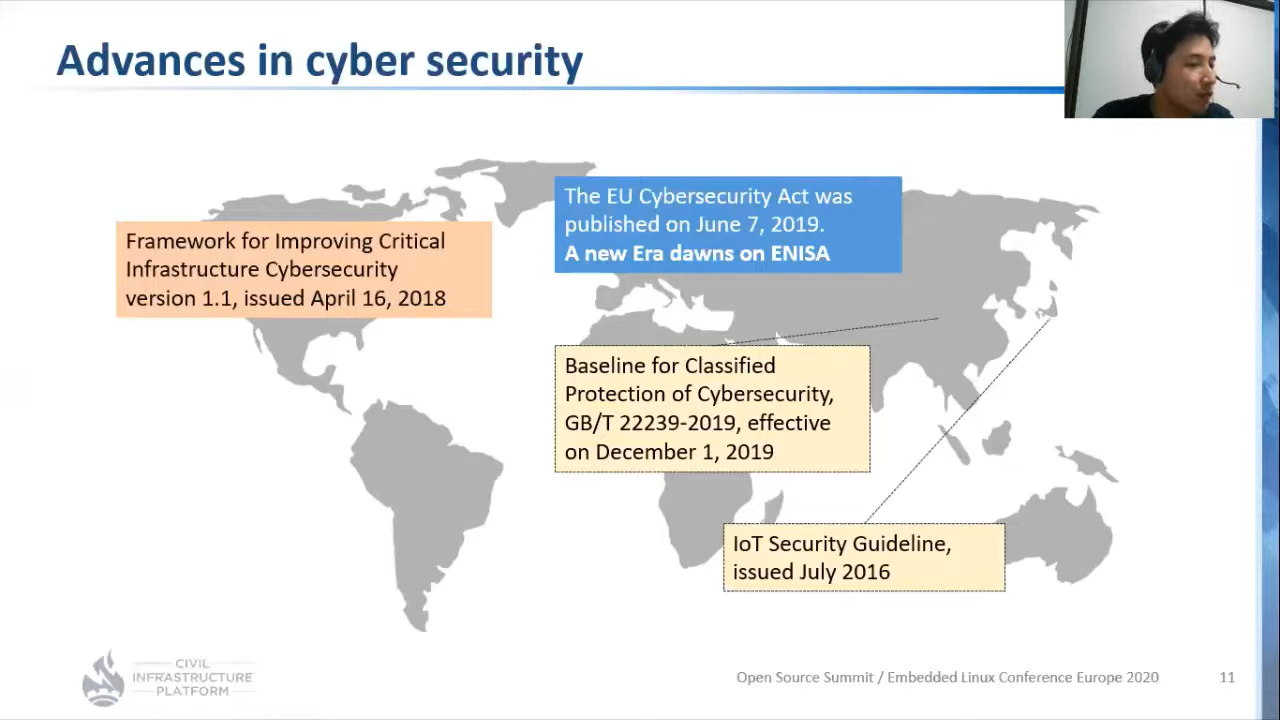 Advances in cyber security
The EU Cybersecurity Act was
published on June 7, 2019.
A new Era dawns on ENISA
Framework for Improving Critical
Infrastructure Cybersecurity
version 1.1, issued April 16, 2018
Baseline for Classified
Protection of Cybersecurity,
GB/T 22239-2019, effective
on December 1, 2019
IoT Security Guideline,
issued July 2016
CIVIL
INFRASTRUCTURE
PLATFORM
Open Source Summit / Embedded Linux Conference Europe 2020
11